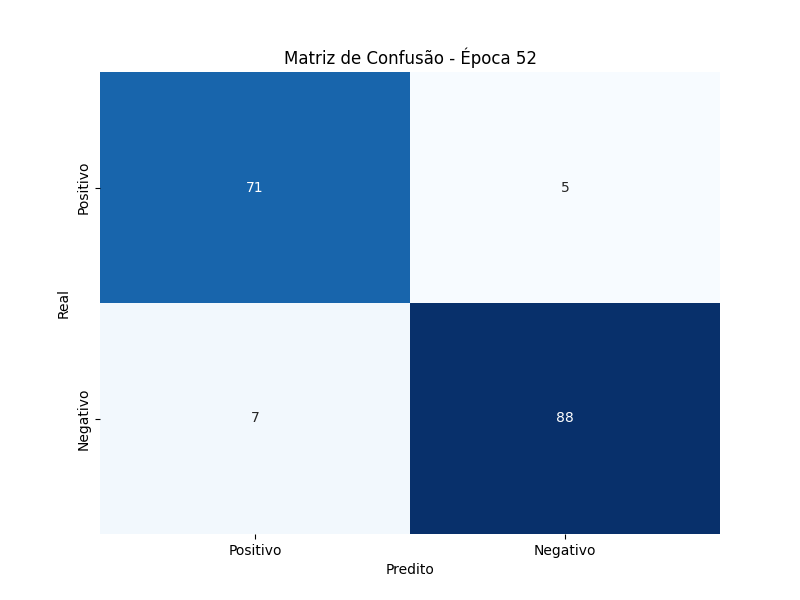 Matriz de Confusão - Época 52
Positivo
71
5
Real
Negativo
7
88
Positivo
Negativo
Predito